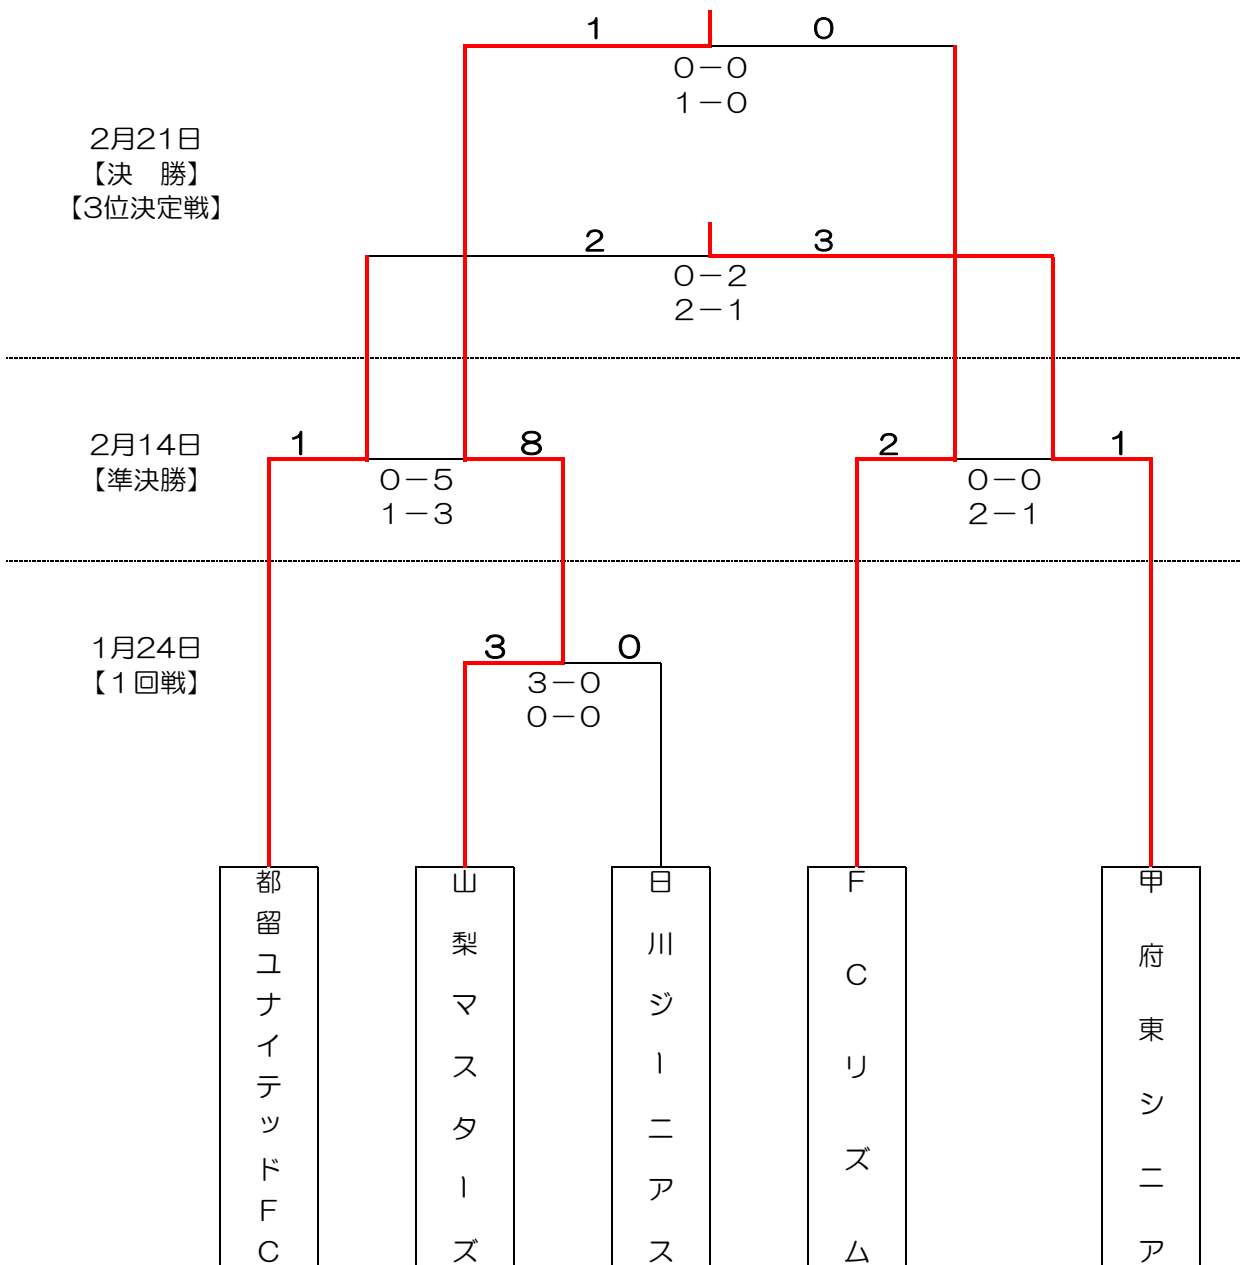 1 0
0－0
1－0
2月21日
【決　勝】
【3位決定戦】
2 3
0－2
2－1
2月14日
【準決勝】
1 8
0－5
1－3
2 1
0－0
2－1
1月24日
【１回戦】
3 0
3－0
0－0
都留ユナイテッドＦＣ
山梨マスターズ
日川ジーニアス
ＦＣリズム
甲府東シニア